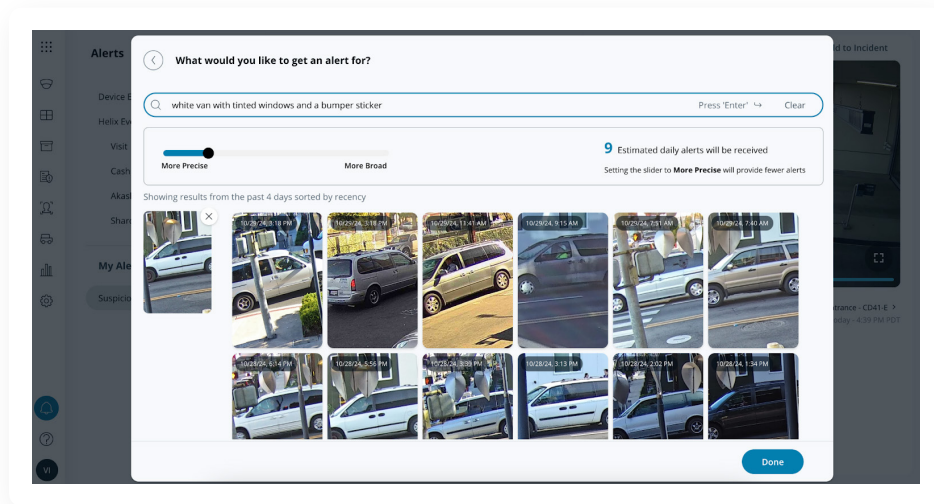 Alerts
What would you like to get an alert for?
ld to Incident
white van with tinted windows and a bumper sticker
Press 'Enter'
Clear
Device E
Helix Eve
Visit
Cash
Akas
Shar
My Ale
Suspicio
9 Estimated daily alerts will be received
More Precise
More Broad
Setting the slider to More Precise will provide fewer alerts
Showing results from the past 4 days sorted by recency
10/29/24, 3:18 PM
10/29/24, 3:18 PM
10/29/24, 11:41 AM
10/29/24, 9:15 AM
10/29/24, 7:51 AM
10/29/24, 7:40 AM
10/28/24, 6:14 PM
10/28/24, 5:56 PM
10/28/24, 3:39 PM
10/28/24, 3:13 PM
10/28/24, 2:02 PM
10/28/24, 1:34 PM
trance - CD41-E >
oday - 4:39 PM PDT
VI
Done